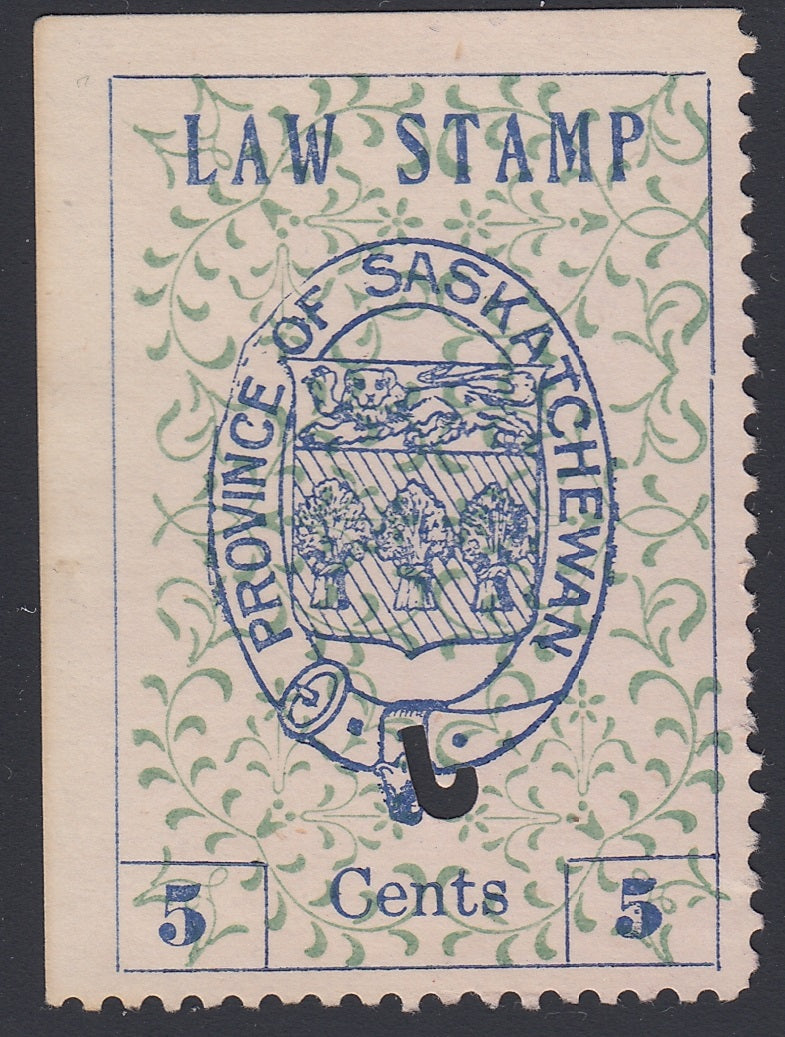 LAW STAMP
PROVINCE OF SASKATCHEWAN
5 Cents 5